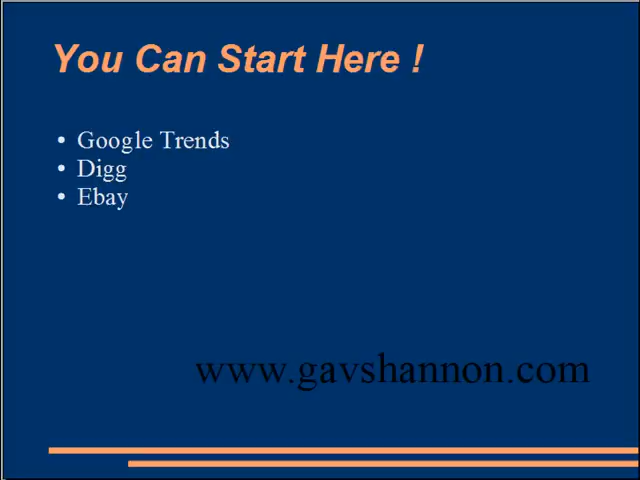 You Can Start Here !
• Google Trends
• Digg
• Ebay
www.gavshannon.com